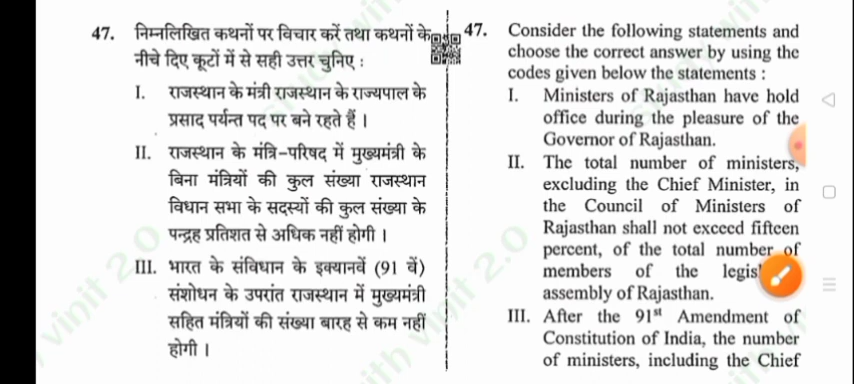 47. निम्नलिखित कथनों पर विचार करें तथा कथनों के
नीचे दिए कूटों में से सही उत्तर चुनिए :
I. राजस्थान के मंत्री राजस्थान के राज्यपाल के
प्रसाद पर्यन्त पद पर बने रहते हैं ।
II. राजस्थान के मंत्रि-परिषद में मुख्यमंत्री के
बिना मंत्रियों की कुल संख्या राजस्थान
विधान सभा के सदस्यों की कुल संख्या के
पन्द्रह प्रतिशत से अधिक नहीं होगी ।
III. भारत के संविधान के इक्यानवें (91 वें)
संशोधन के उपरांत राजस्थान में मुख्यमंत्री
सहित मंत्रियों की संख्या बारह से कम नहीं
होगी ।
47. Consider the following statements and
choose the correct answer by using the
codes given below the statements :
I. Ministers of Rajasthan have hold
office during the pleasure of the
Governor of Rajasthan.
II. The total number of ministers,
excluding the Chief Minister, in
the Council of Ministers of
Rajasthan shall not exceed fifteen
percent, of the total number of
members of the legis
assembly of Rajasthan.
III. After the 91st Amendment of
Constitution of India, the number
of ministers, including the Chief